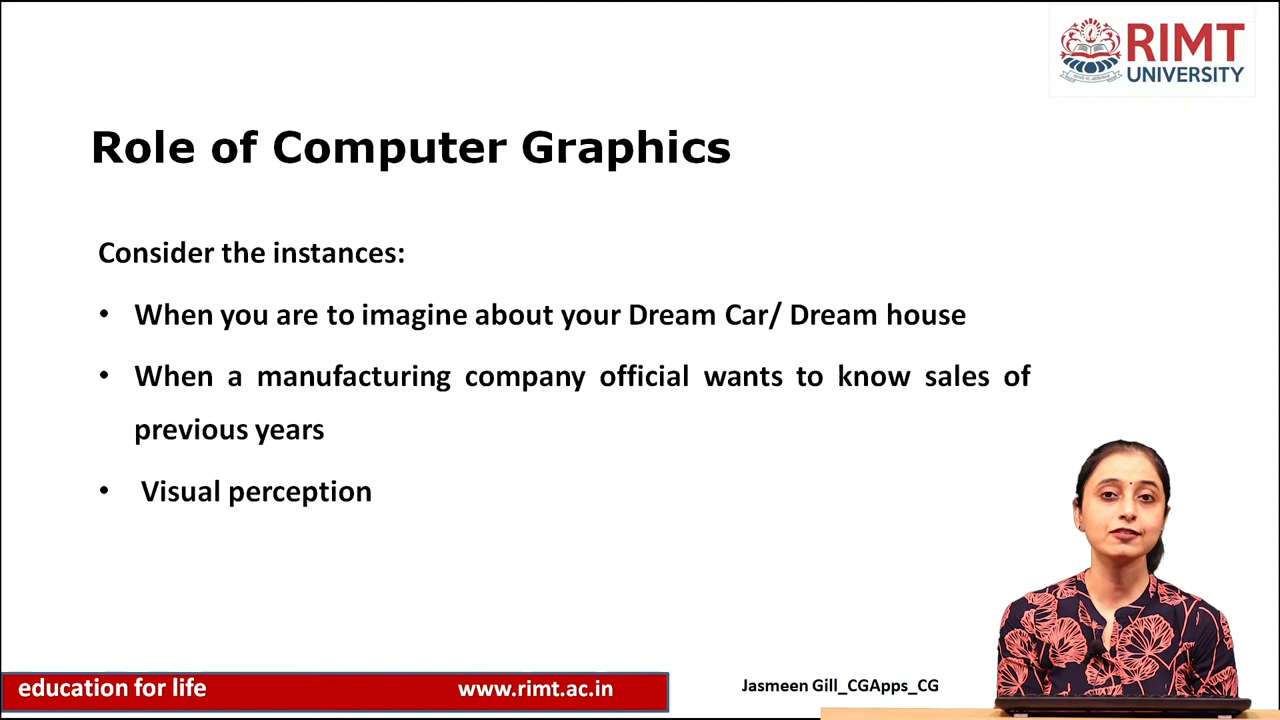 RIMT
UNIVERSITY
Role of Computer Graphics
Consider the instances:
• When you are to imagine about your Dream Car/ Dream house
• When a manufacturing company official wants to know sales of
previous years
• Visual perception
education for life
www.rimt.ac.in
Jasmeen Gill_CGApps_CG